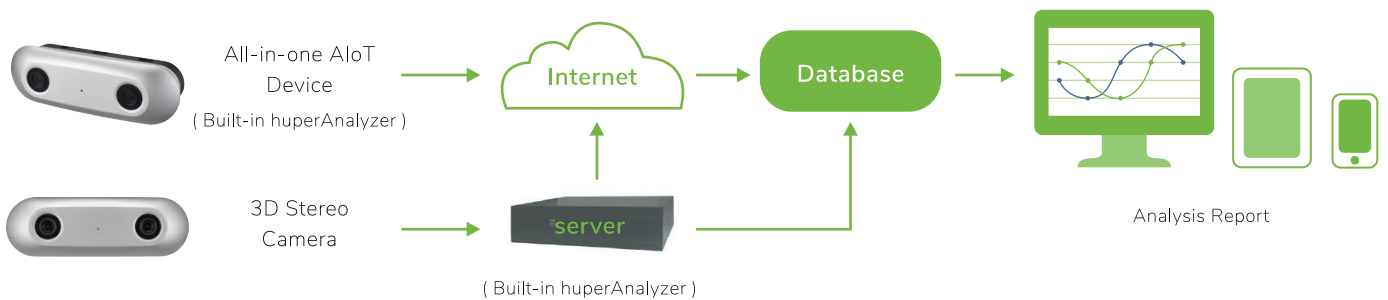 All-in-one AIoT
Device
( Built-in huperAnalyzer )
Internet
Database
3D Stereo
Camera
server
( Built-in huperAnalyzer )
Analysis Report